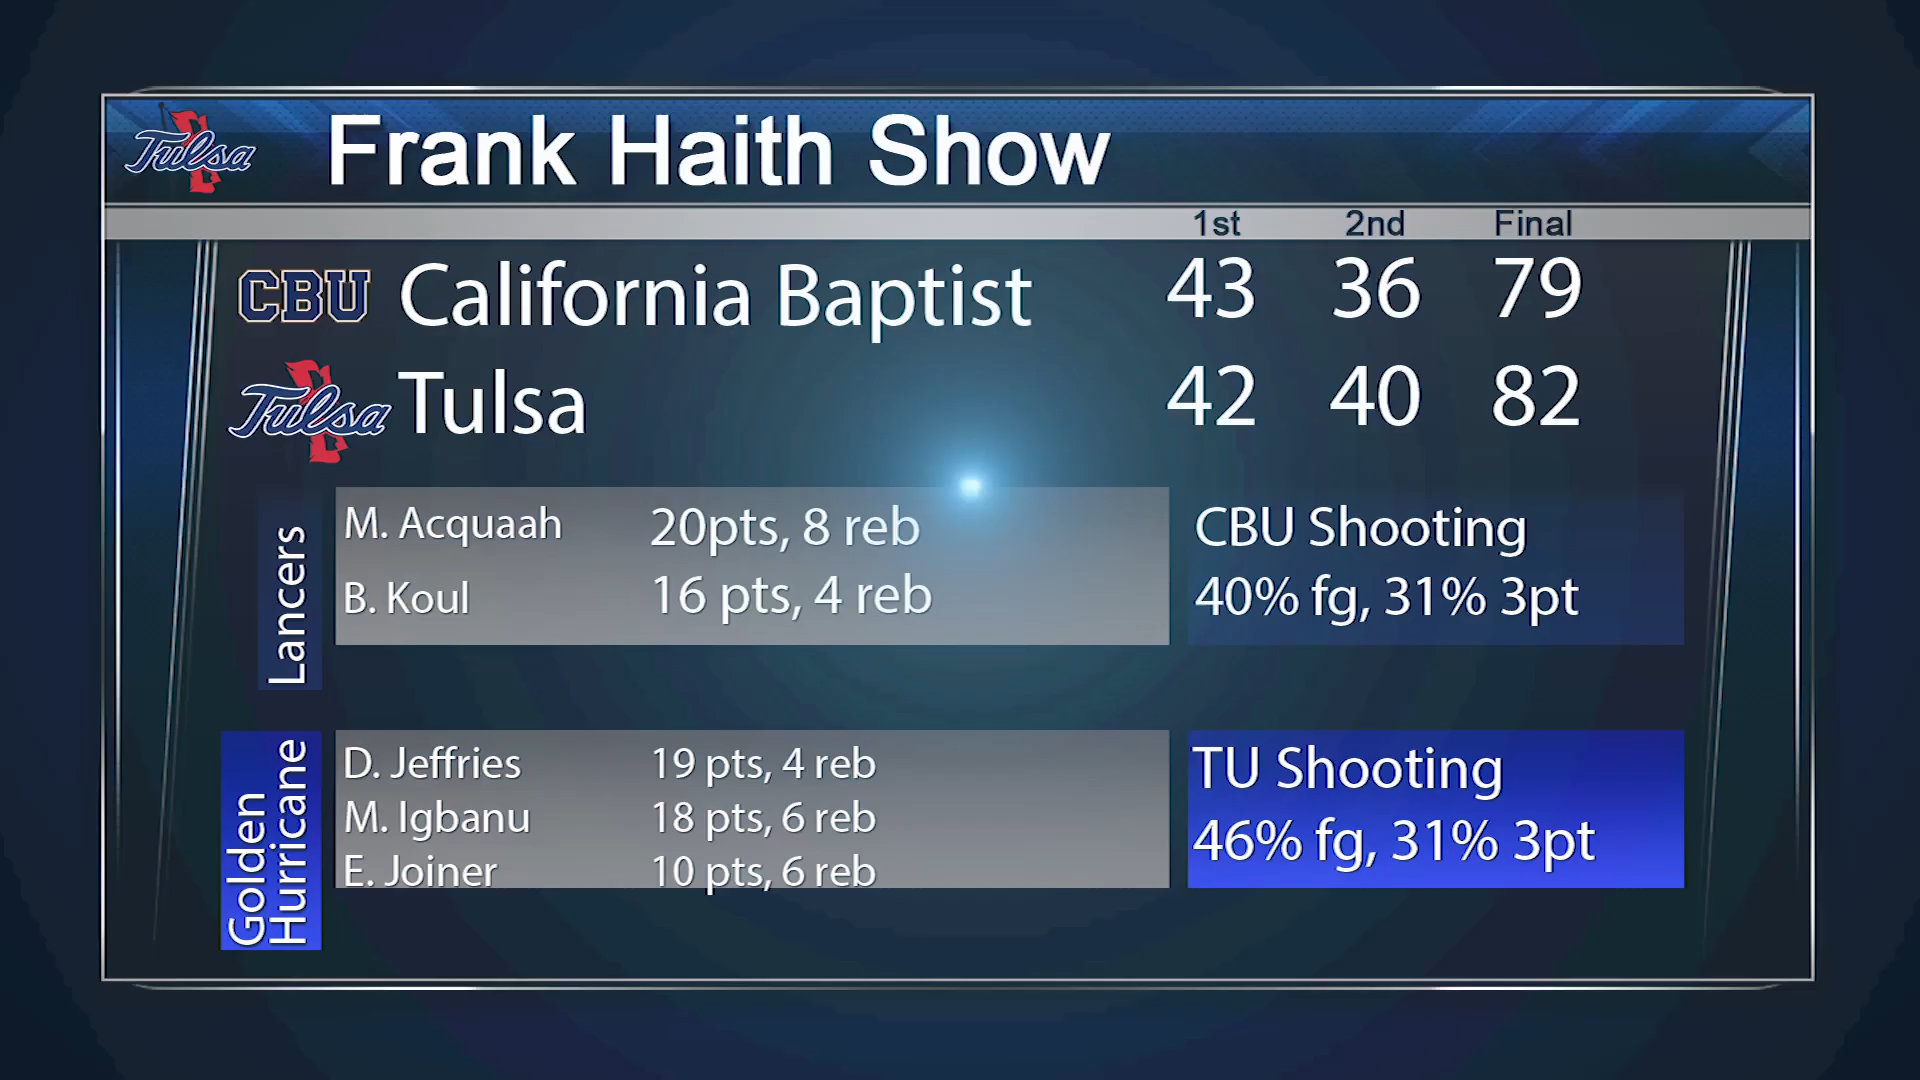 Tulsa Frank Haith Show
1st 2nd Final
CBU California Baptist 43 36 79
Tulsa Tulsa 42 40 82
Lancers
M. Acquaah 20pts, 8 reb
B. Koul 16 pts, 4 reb
CBU Shooting
40% fg, 31% 3pt
Golden
Hurricane
D. Jeffries 19 pts, 4 reb
M. Igbanu 18 pts, 6 reb
E. Joiner 10 pts, 6 reb
TU Shooting
46% fg, 31% 3pt